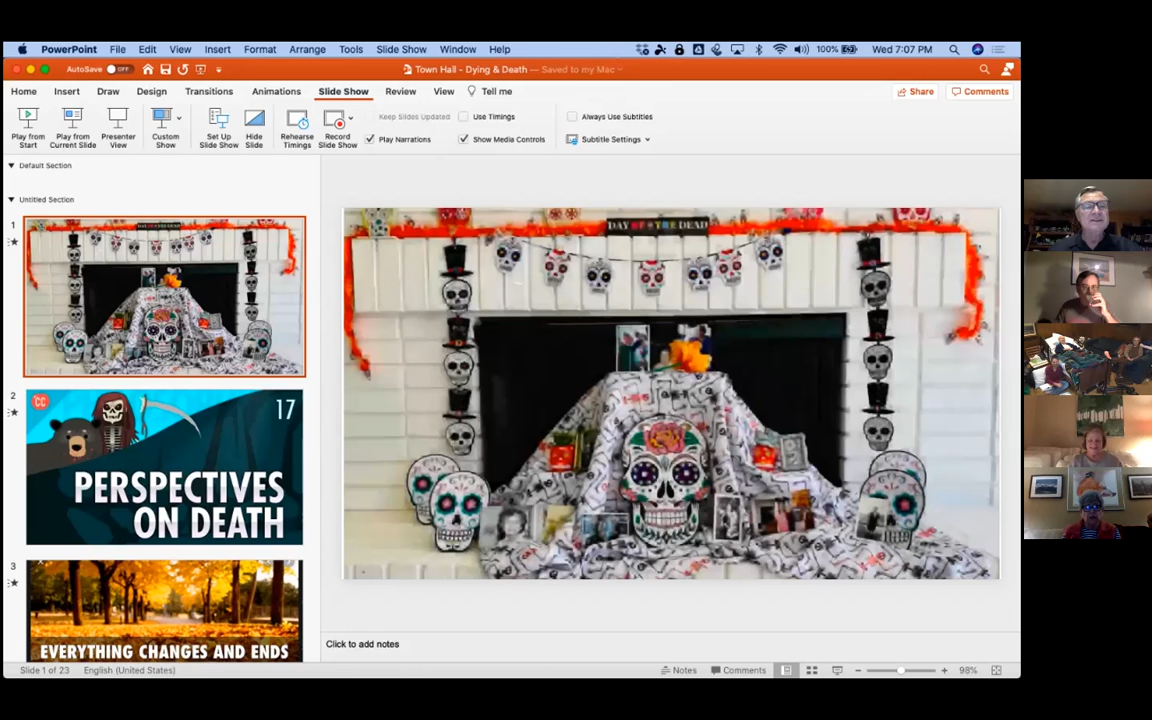 PowerPoint File Edit View Insert Format Arrange Tools Slide Show Window Help 100% Wed 7:07 PM
AutoSave OFF Town Hall - Dying & Death — Saved to my Mac
Home Insert Draw Design Transitions Animations Slide Show Review View Tell me Share Comments
Play from Start
Play from Current Slide
Presenter View
Custom Show
Set Up Slide Show
Hide Slide
Rehearse Timings
Record Slide Show
Keep Slides Updated
Use Timings
Play Narrations
Show Media Controls
Always Use Subtitles
Subtitle Settings
Default Section
Untitled Section
1
DAY OF THE DEAD
2
CC
17
PERSPECTIVES
ON DEATH
3
EVERYTHING CHANGES AND ENDS
DAY OF THE DEAD
Click to add notes
Slide 1 of 23 English (United States) Notes Comments 98%